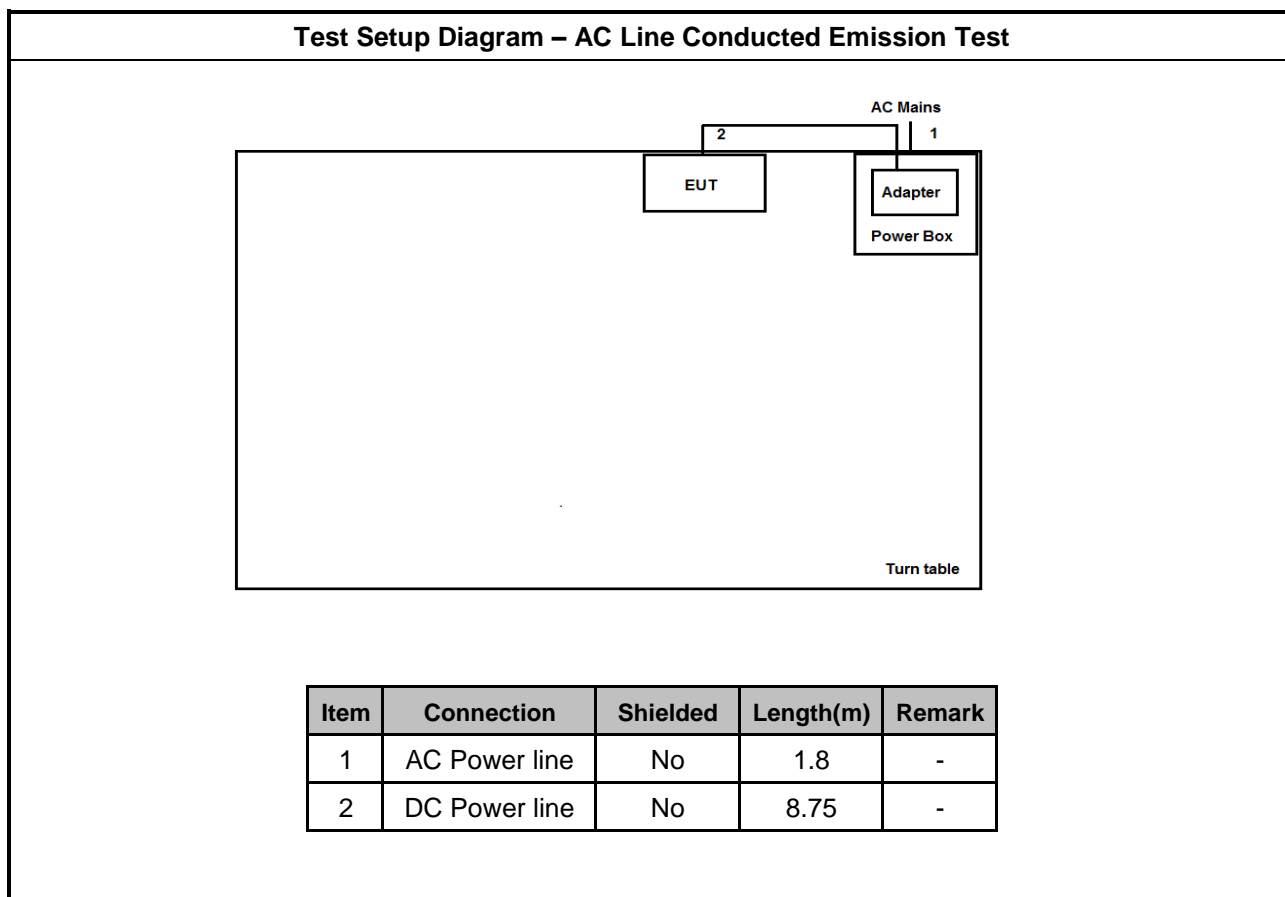 Test Setup Diagram – AC Line Conducted Emission Test
AC Mains
2
1
EUT
Adapter
Power Box
Turn table
Item Connection Shielded Length(m) Remark
1 AC Power line No 1.8 -
2 DC Power line No 8.75 -